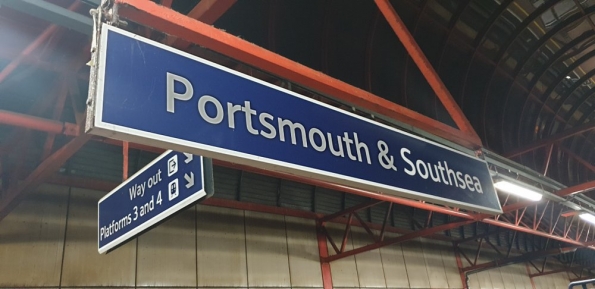 Portsmouth & Southsea
Way out
Platforms 3 and 4